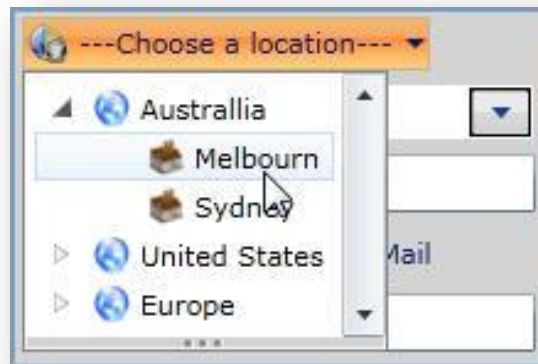 ---Choose a location---
Australlia
Melbourn
Sydney
United States
Mail
Europe